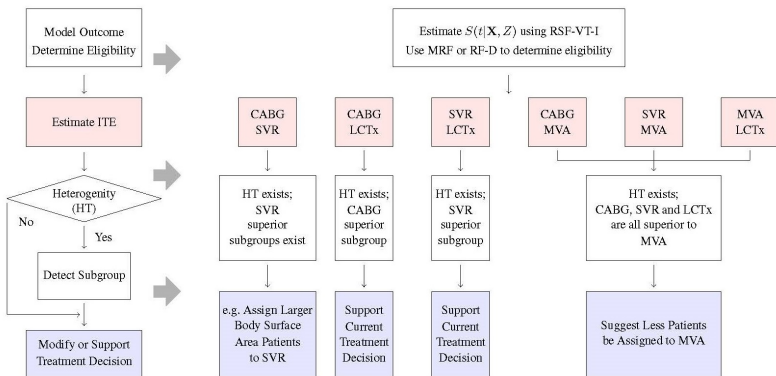 Model Outcome
Determine Eligibility
Estimate ITE
Heterogenity
(HT)
No
Yes
Detect Subgroup
Modify or Support
Treatment Decision
Estimate S(t|X, Z) using RSF-VT-I
Use MRF or RF-D to determine eligibility
CABG
SVR
CABG
LCTx
SVR
LCTx
CABG
MVA
SVR
MVA
MVA
LCTx
HT exists;
SVR
superior
subgroups exist
HT exists;
CABG
superior
subgroup
HT exists;
SVR
superior
subgroup
HT exists;
CABG, SVR and LCTx
are all superior to
MVA
e.g. Assign Larger
Body Surface
Area Patients
to SVR
Support
Current
Treatment
Decision
Support
Current
Treatment
Decision
Suggest Less Patients
be Assigned to MVA